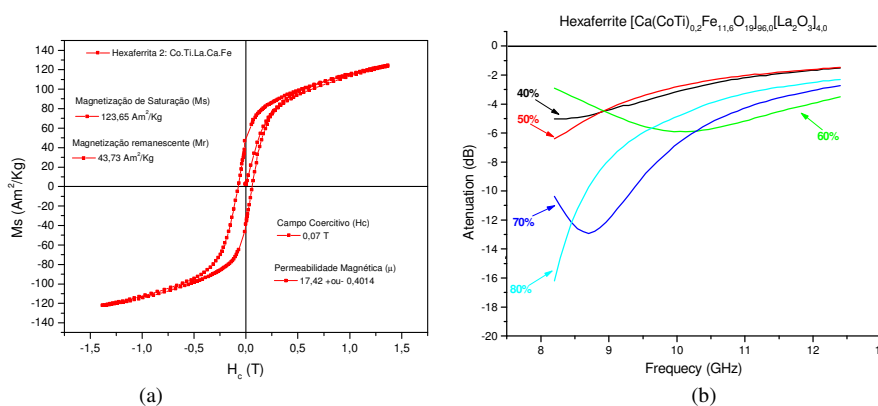 Hexaferrita 2: Co.Ti.La.Ca.Fe
Magnetização de Saturação (Ms)
123,65 Am²/Kg)
Magnetização remanescente (Mr)
43,73 Am²/Kg)
Campo Coercitivo (Hc)
0,07 T
Permeabilidade Magnética (μ)
17,42 +ou- 0,4014
Ms (Am²/Kg)
140
120
100
80
60
40
20
0
-20
-40
-60
-80
-100
-120
-140
-1,5
-1,0
-0,5
0,0
0,5
1,0
1,5
H_c (T)
(a)
Hexaferrite [Ca(CoTi)₀,₂Fe₁₁,₆O₁₉]₉₆,₀[La₂O₃]₄,₀
Atenuation (dB)
0
-2
-4
-6
-8
-10
-12
-14
-16
-18
-20
40%
50%
60%
70%
80%
8
9
10
11
12
1
Frequecy (GHz)
(b)